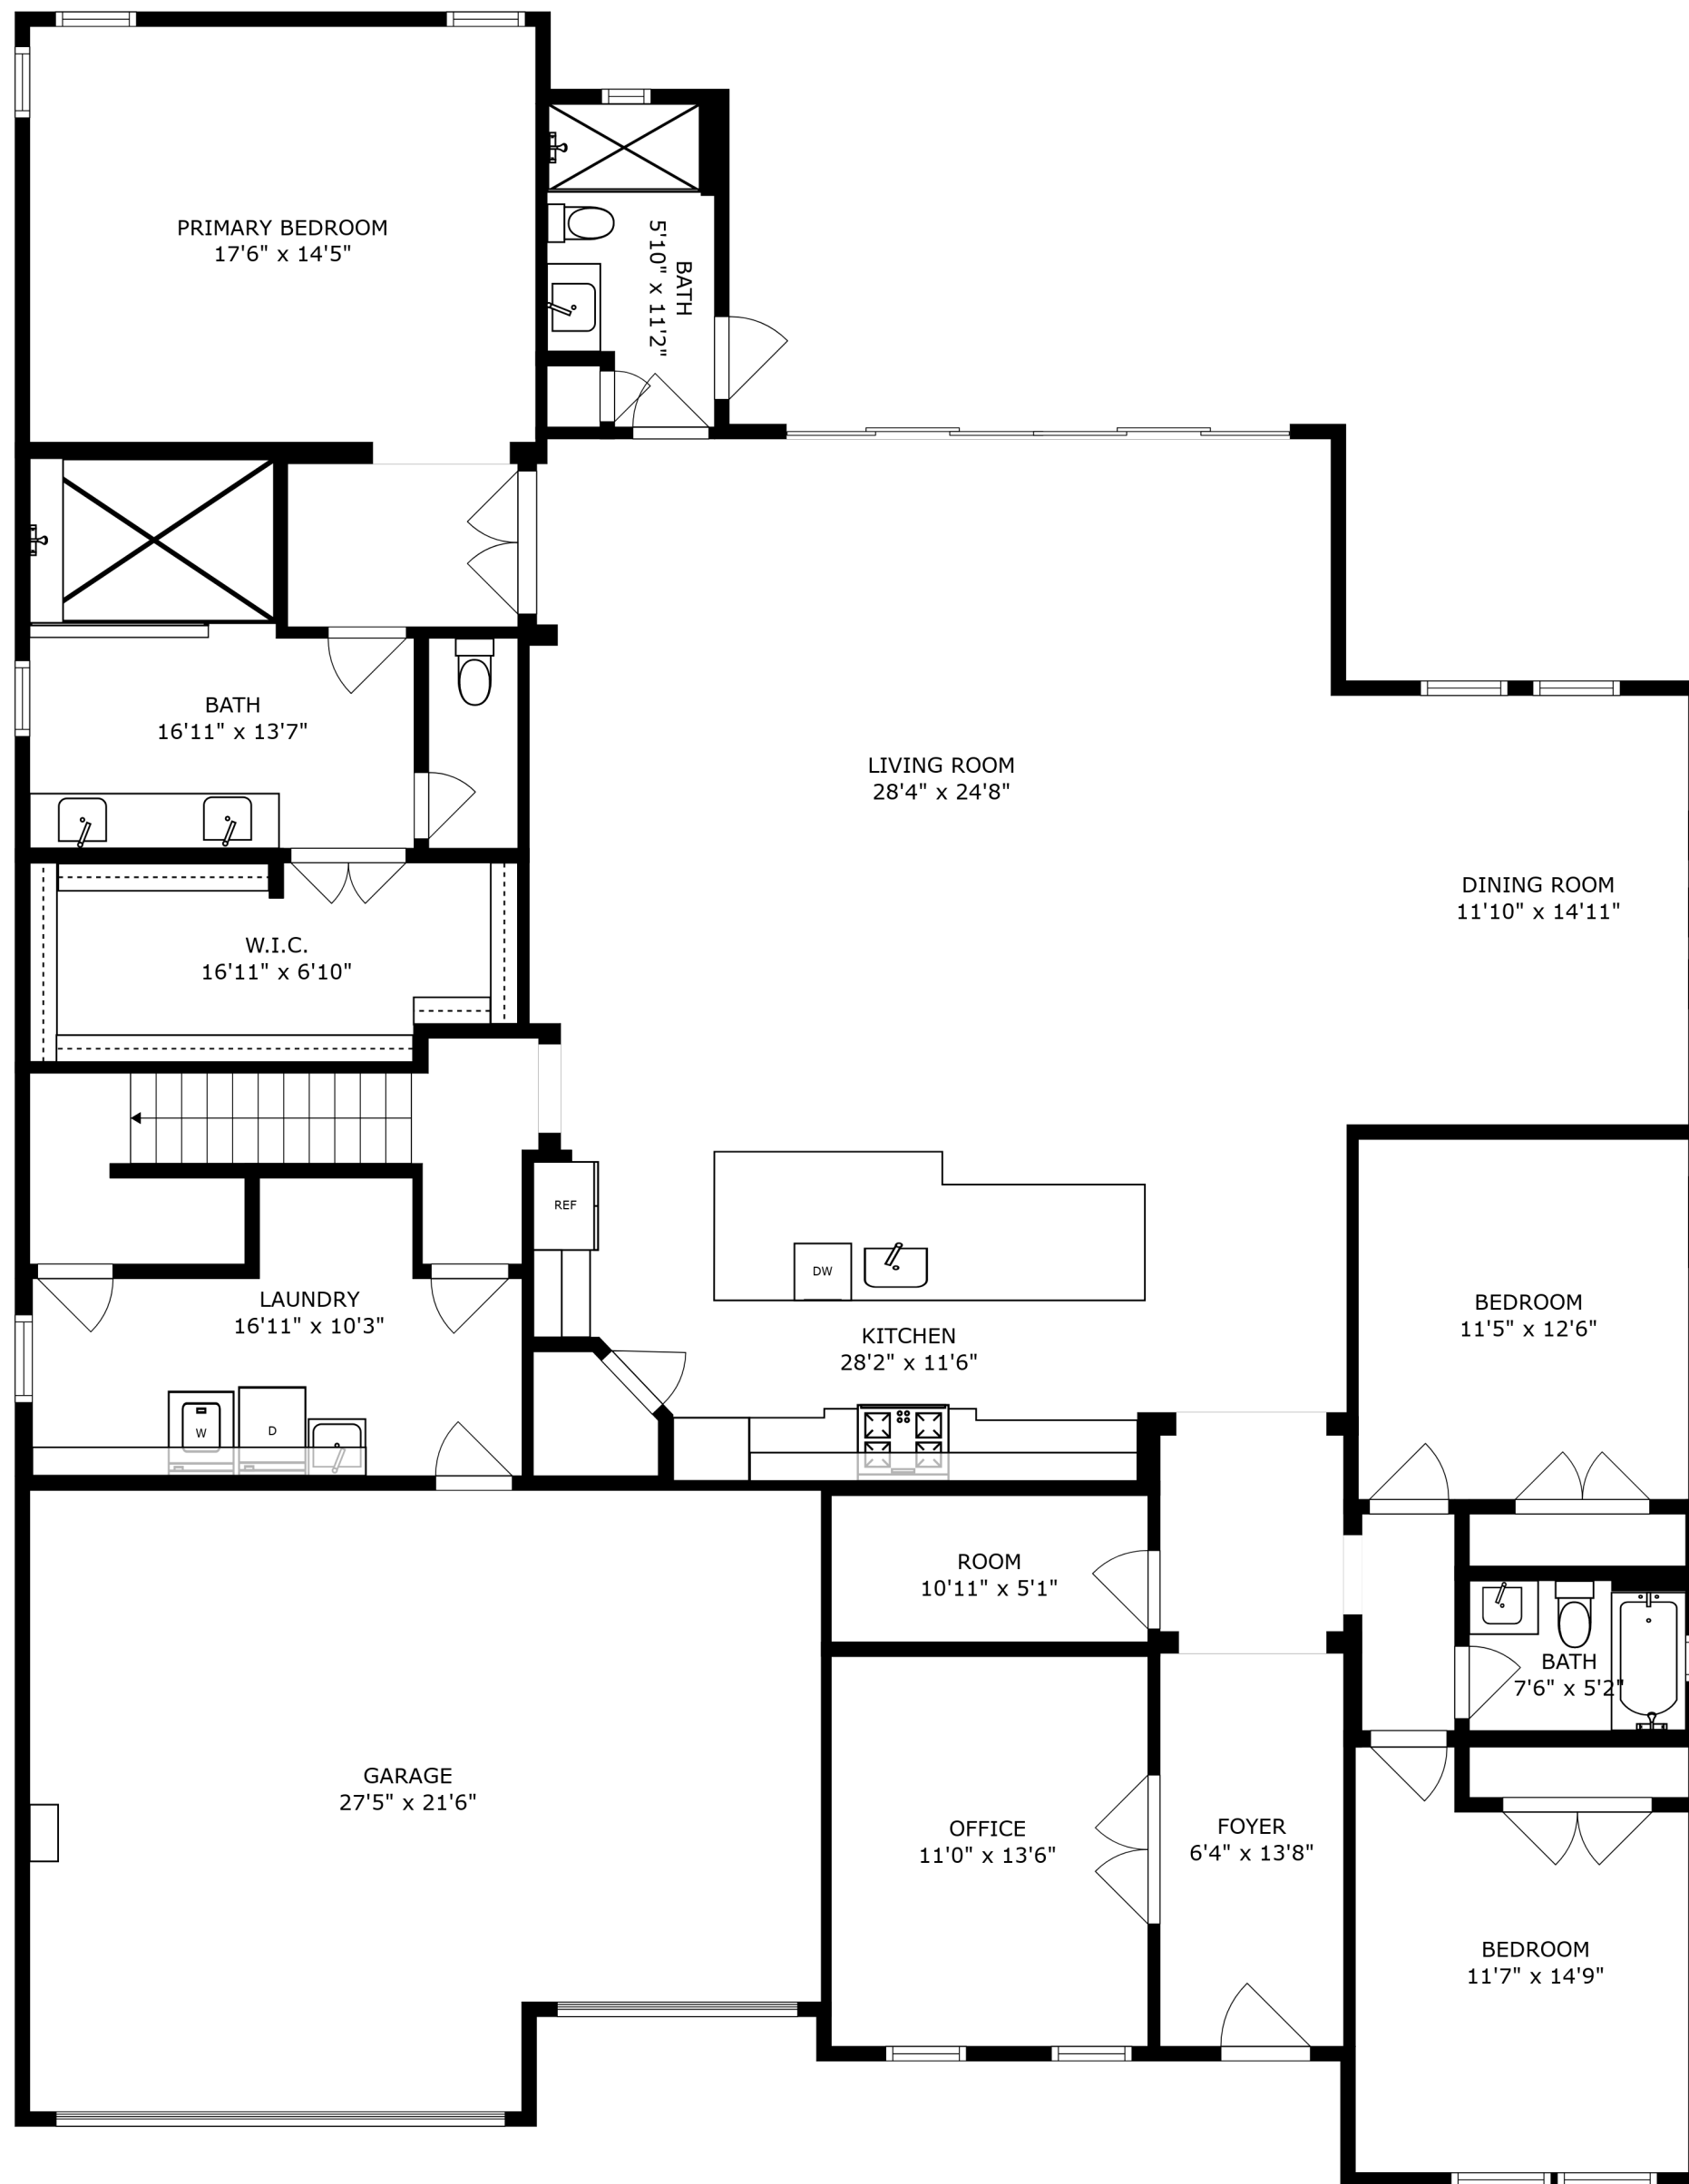 PRIMARY BEDROOM
17'6" x 14'5"
BATH
5'10" x 11'2"
BATH
16'11" x 13'7"
LIVING ROOM
28'4" x 24'8"
DINING ROOM
11'10" x 14'11"
W.I.C.
16'11" x 6'10"
REF
DW
LAUNDRY
16'11" x 10'3"
KITCHEN
28'2" x 11'6"
BEDROOM
11'5" x 12'6"
W
D
ROOM
10'11" x 5'1"
BATH
7'6" x 5'2"
GARAGE
27'5" x 21'6"
OFFICE
11'0" x 13'6"
FOYER
6'4" x 13'8"
BEDROOM
11'7" x 14'9"